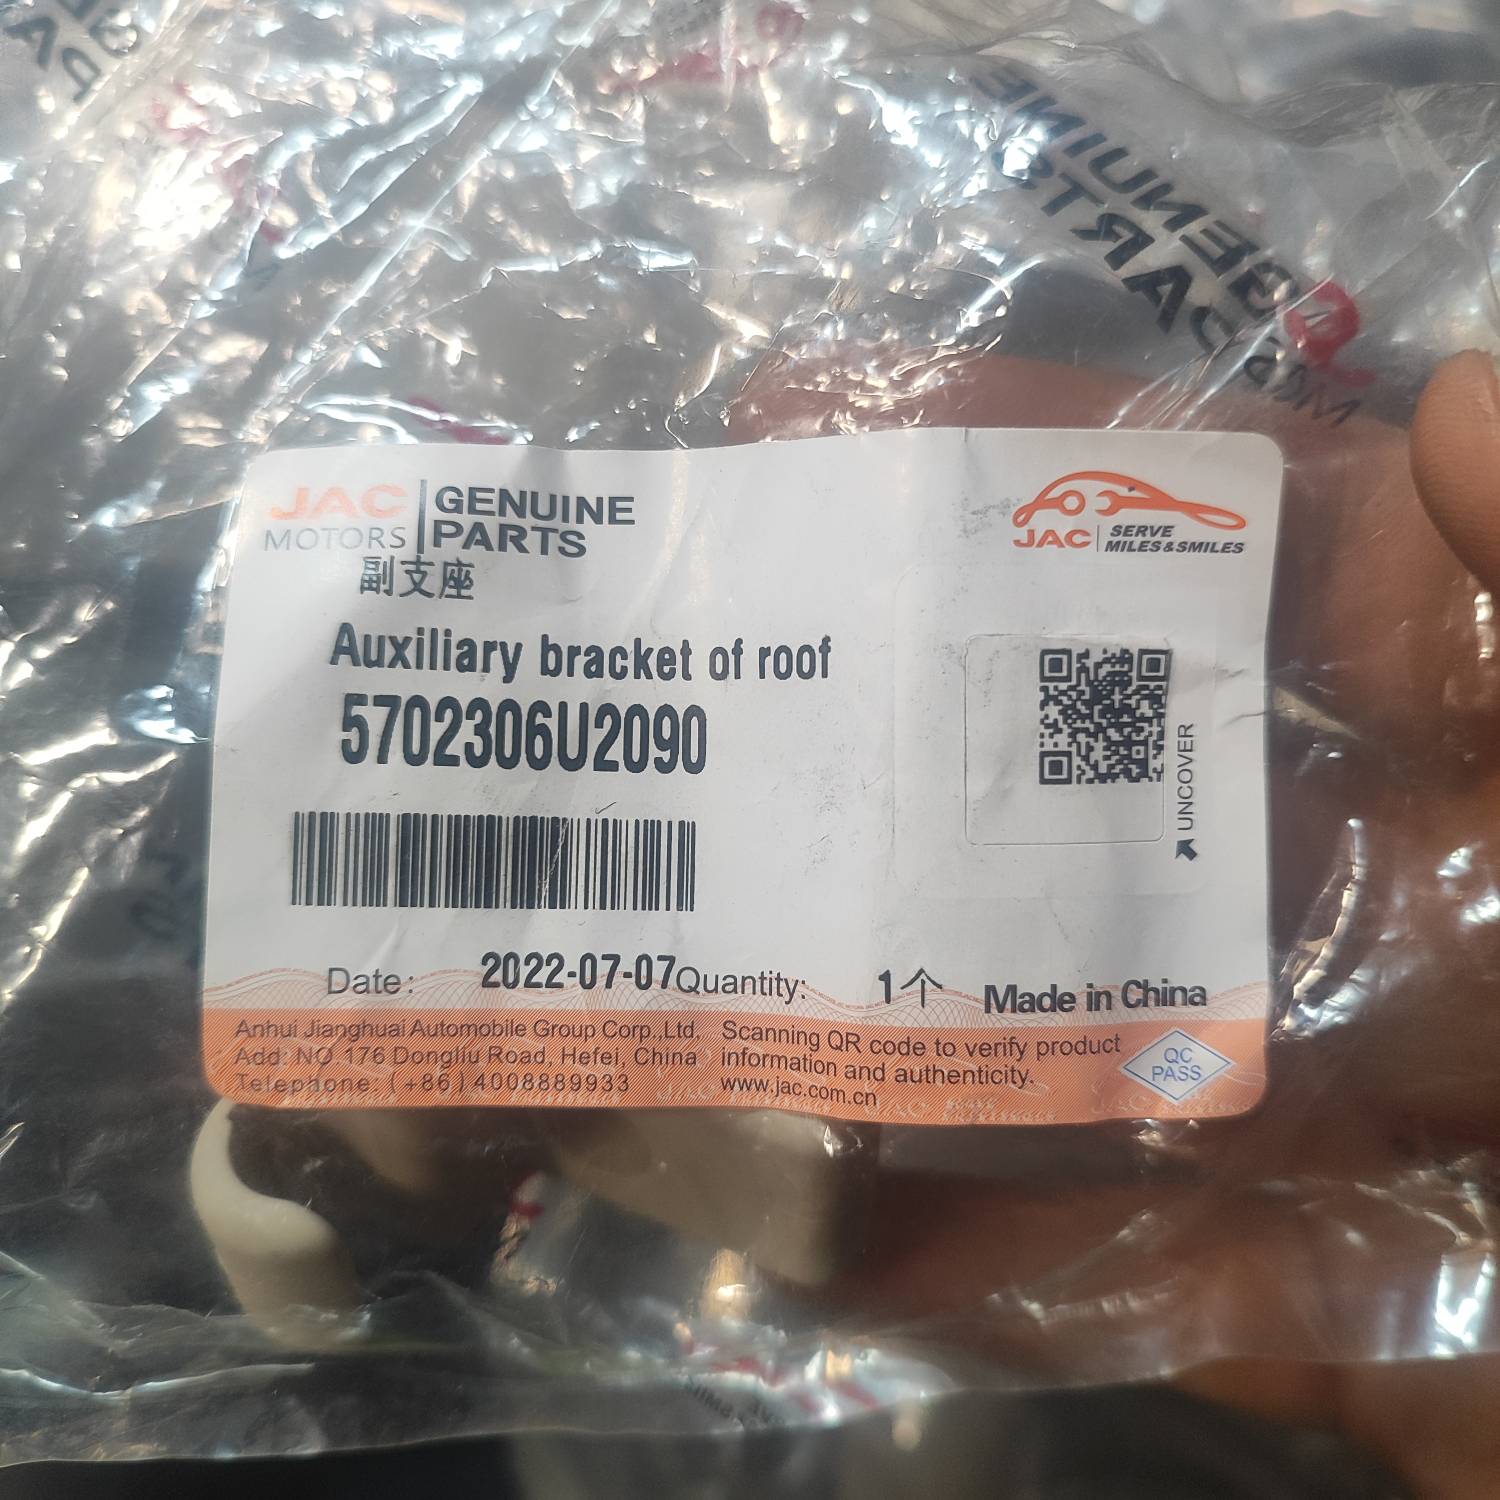 GENUINE
PARTS
JAC
MOTORS
GENUINE
PARTS
JAC
SERVE
MILES&SMILES
副支座
Auxiliary bracket of roof
5702306U2090
UNCOVER
Date: 2022-07-07 Quantity: 1个 Made in China
Anhui Jianghuai Automobile Group Corp.,Ltd.
Add: NO.176 Dongliu Road, Hefei, China
Telephone: (+86) 4008889933
Scanning QR code to verify product
information and authenticity.
www.jac.com.cn
QC
PASS